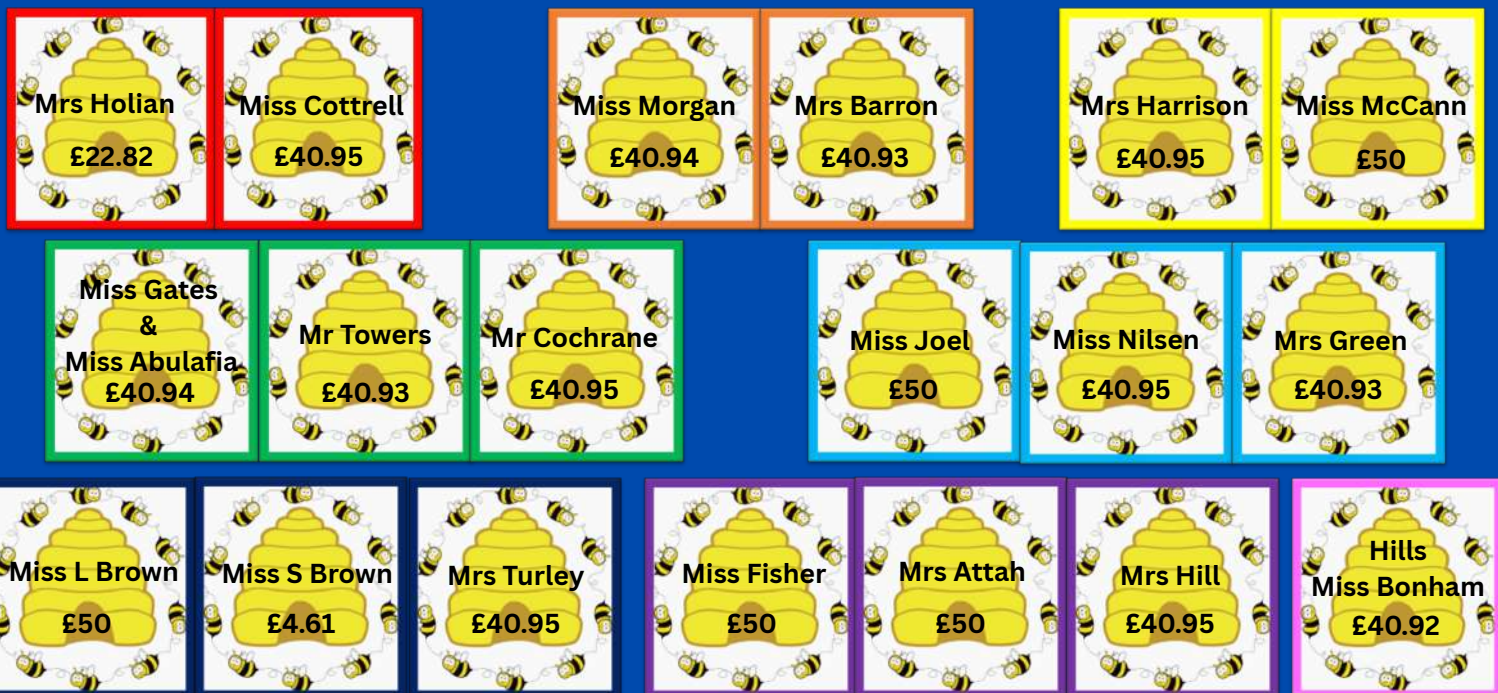 Mrs Holian
£22.82
Miss Cottrell
£40.95
Miss Morgan
£40.94
Mrs Barron
£40.93
Mrs Harrison
£40.95
Miss McCann
£50
Miss Gates
&
Miss Abulafia
£40.94
Mr Towers
£40.93
Mr Cochrane
£40.95
Miss Joel
£50
Miss Nilsen
£40.95
Mrs Green
£40.93
Miss L Brown
£50
Miss S Brown
£4.61
Mrs Turley
£40.95
Miss Fisher
£50
Mrs Attah
£50
Mrs Hill
£40.95
Hills
Miss Bonham
£40.92